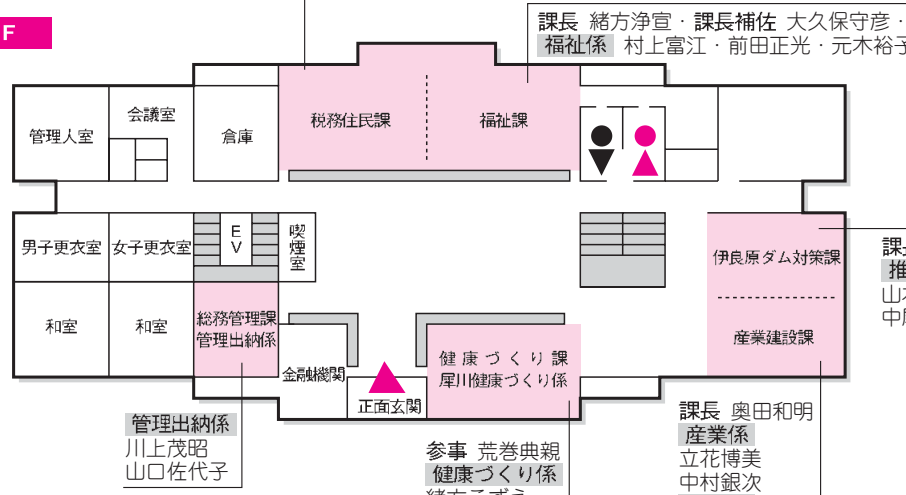 F
課長 緒方浄宣・課長補佐 大久保守彦・
福祉係 村上富江・前田正光・元木裕子
管理人室
会議室
倉庫
税務住民課
福祉課
男子更衣室
女子更衣室
EV
喫煙室
伊良原ダム対策課
和室
和室
総務管理課
管理出納係
金融機関
正面玄関
健康づくり課
犀川健康づくり係
産業建設課
管理出納係
川上茂昭
山口佐代子
参事 荒巻典親
健康づくり係
課長 奥田和明
産業係
立花博美
中村銀次
課長
推
山本
中